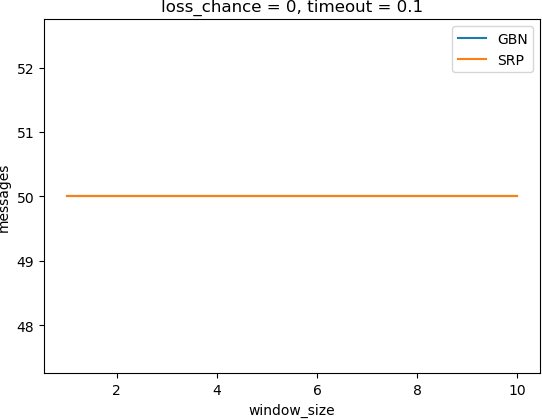 loss_chance = 0, timeout = 0.1
GBN
SRP
52
51
50
49
48
messages
2
4
6
8
10
window_size